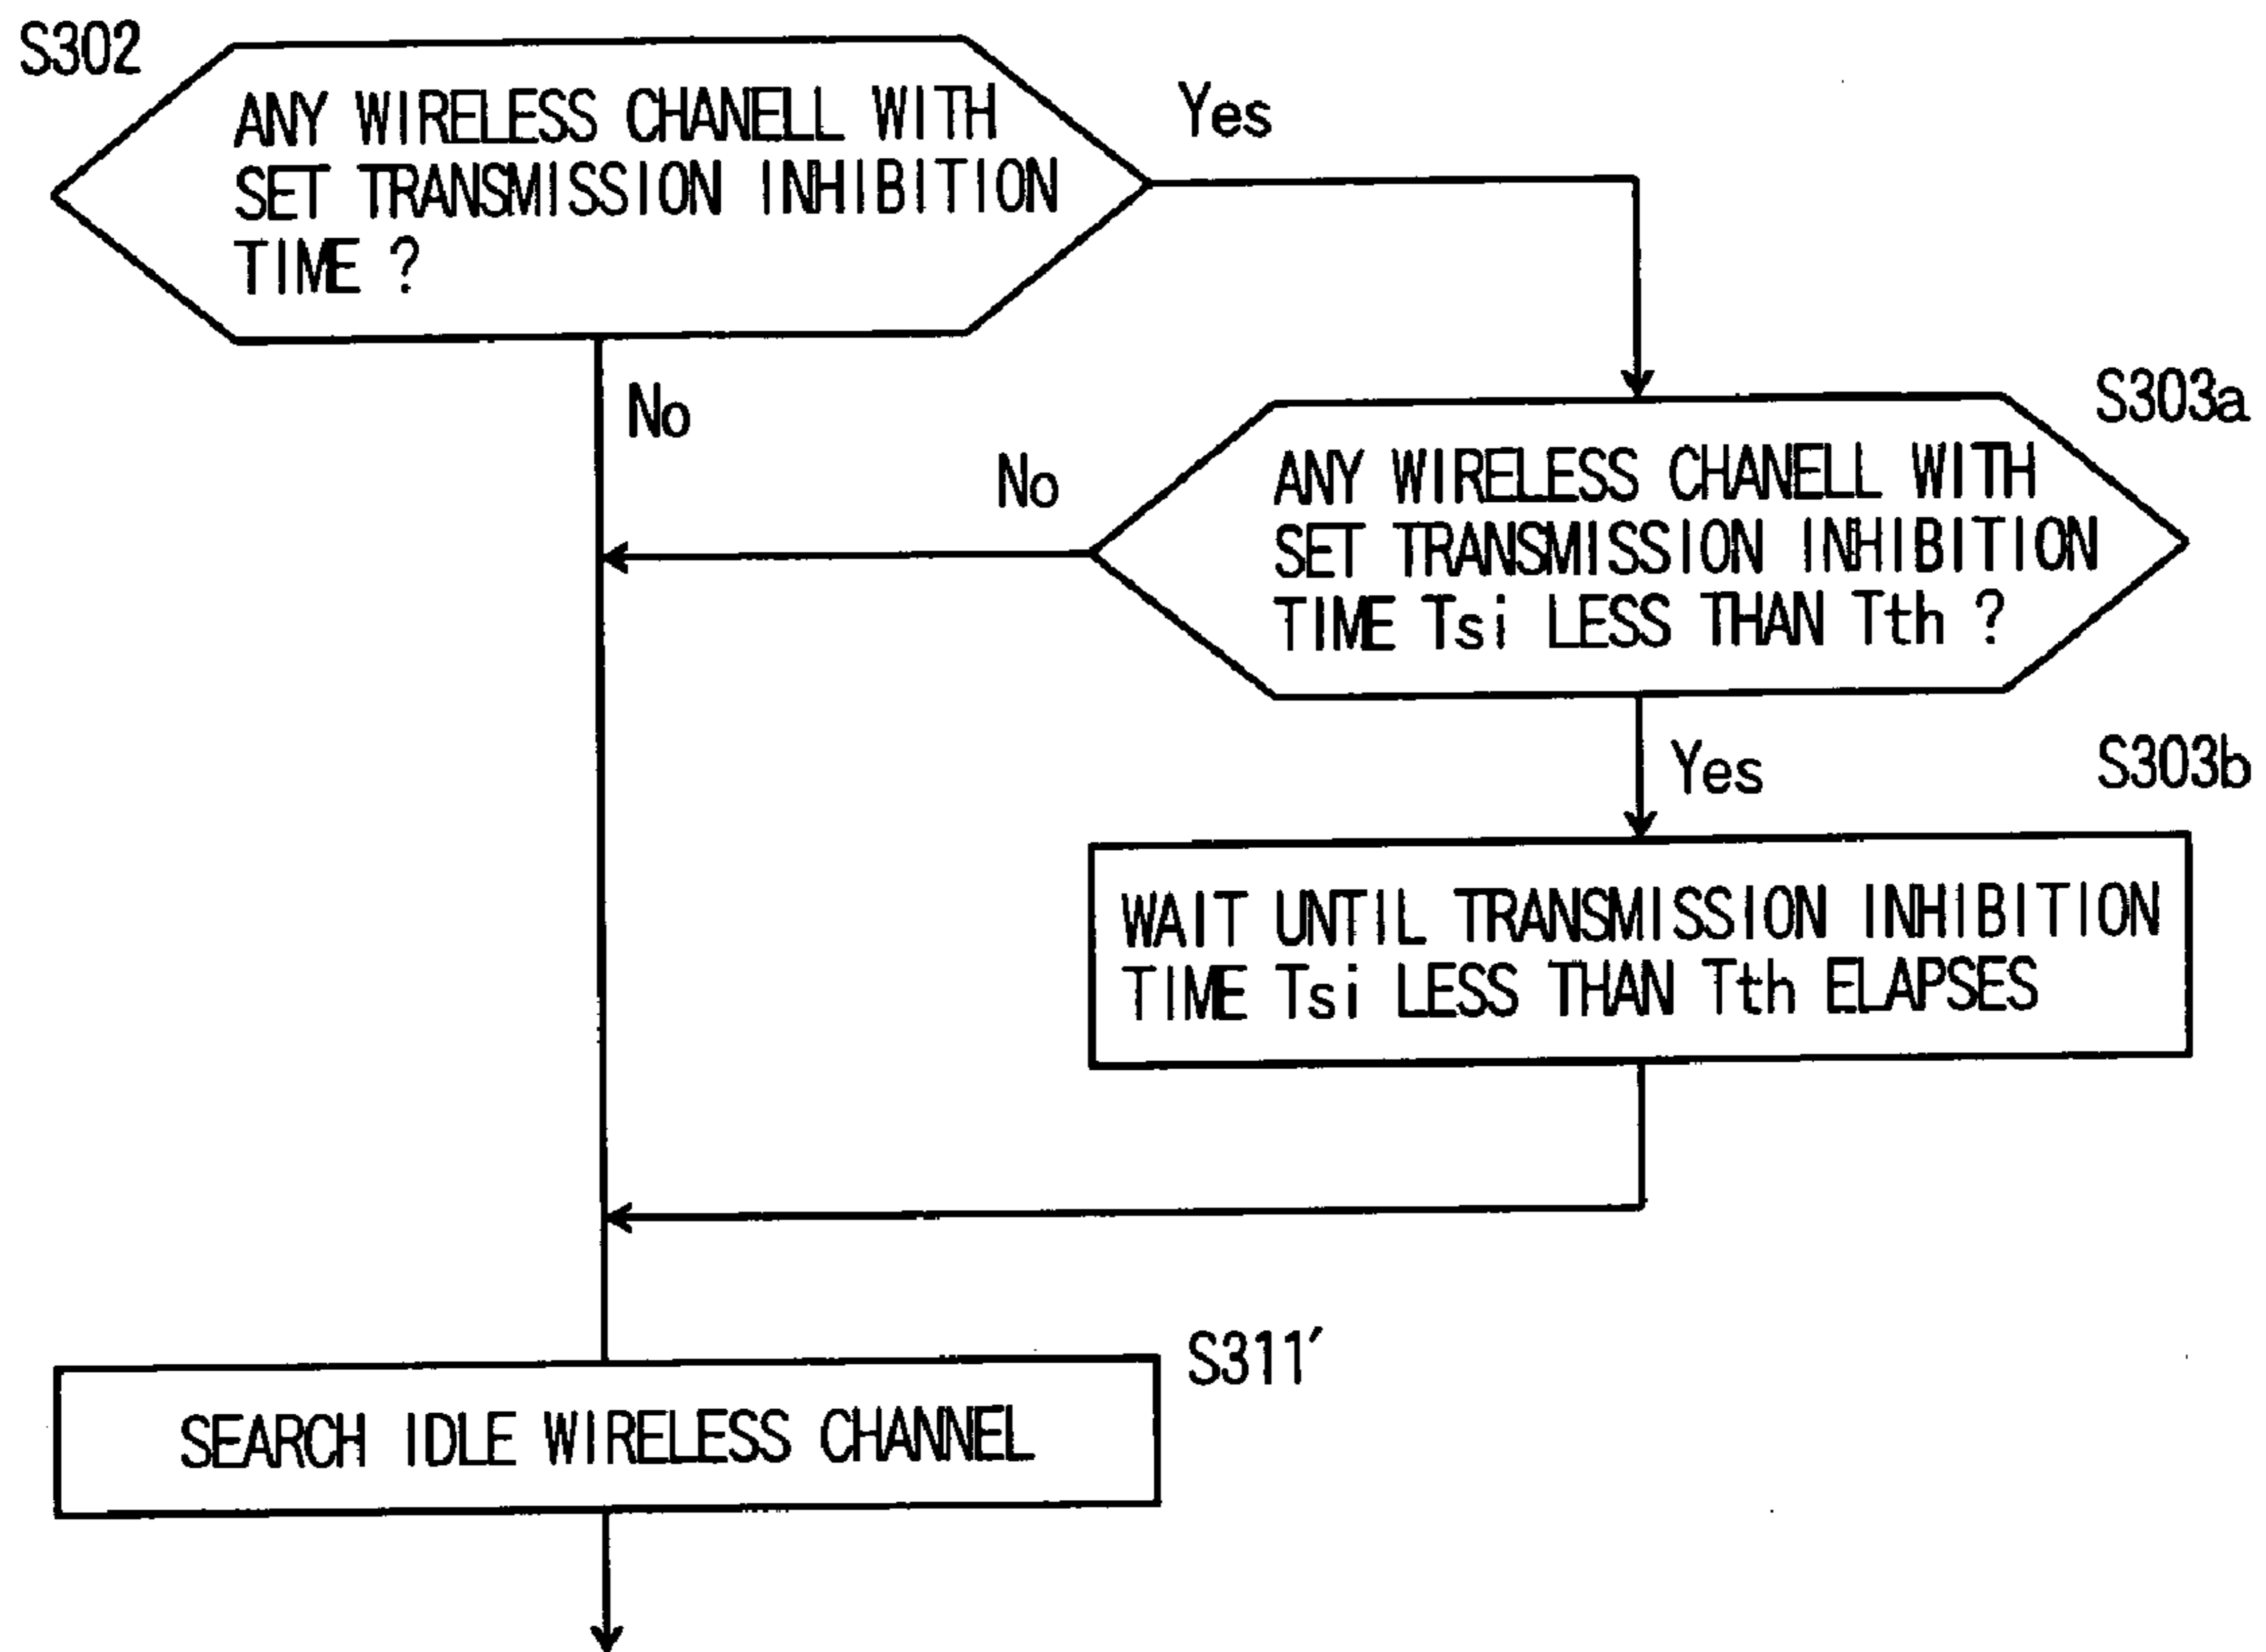 S302
ANY WIRELESS CHANELL WITH
SET TRANSMISSION INHIBITION
TIME ?
Yes
No
S303a
No
ANY WIRELESS CHANELL WITH
SET TRANSMISSION INHIBITION
TIME Tsi LESS THAN Tth ?
Yes
S303b
WAIT UNTIL TRANSMISSION INHIBITION
TIME Tsi LESS THAN Tth ELAPSES
S311′
SEARCH IDLE WIRELESS CHANNEL